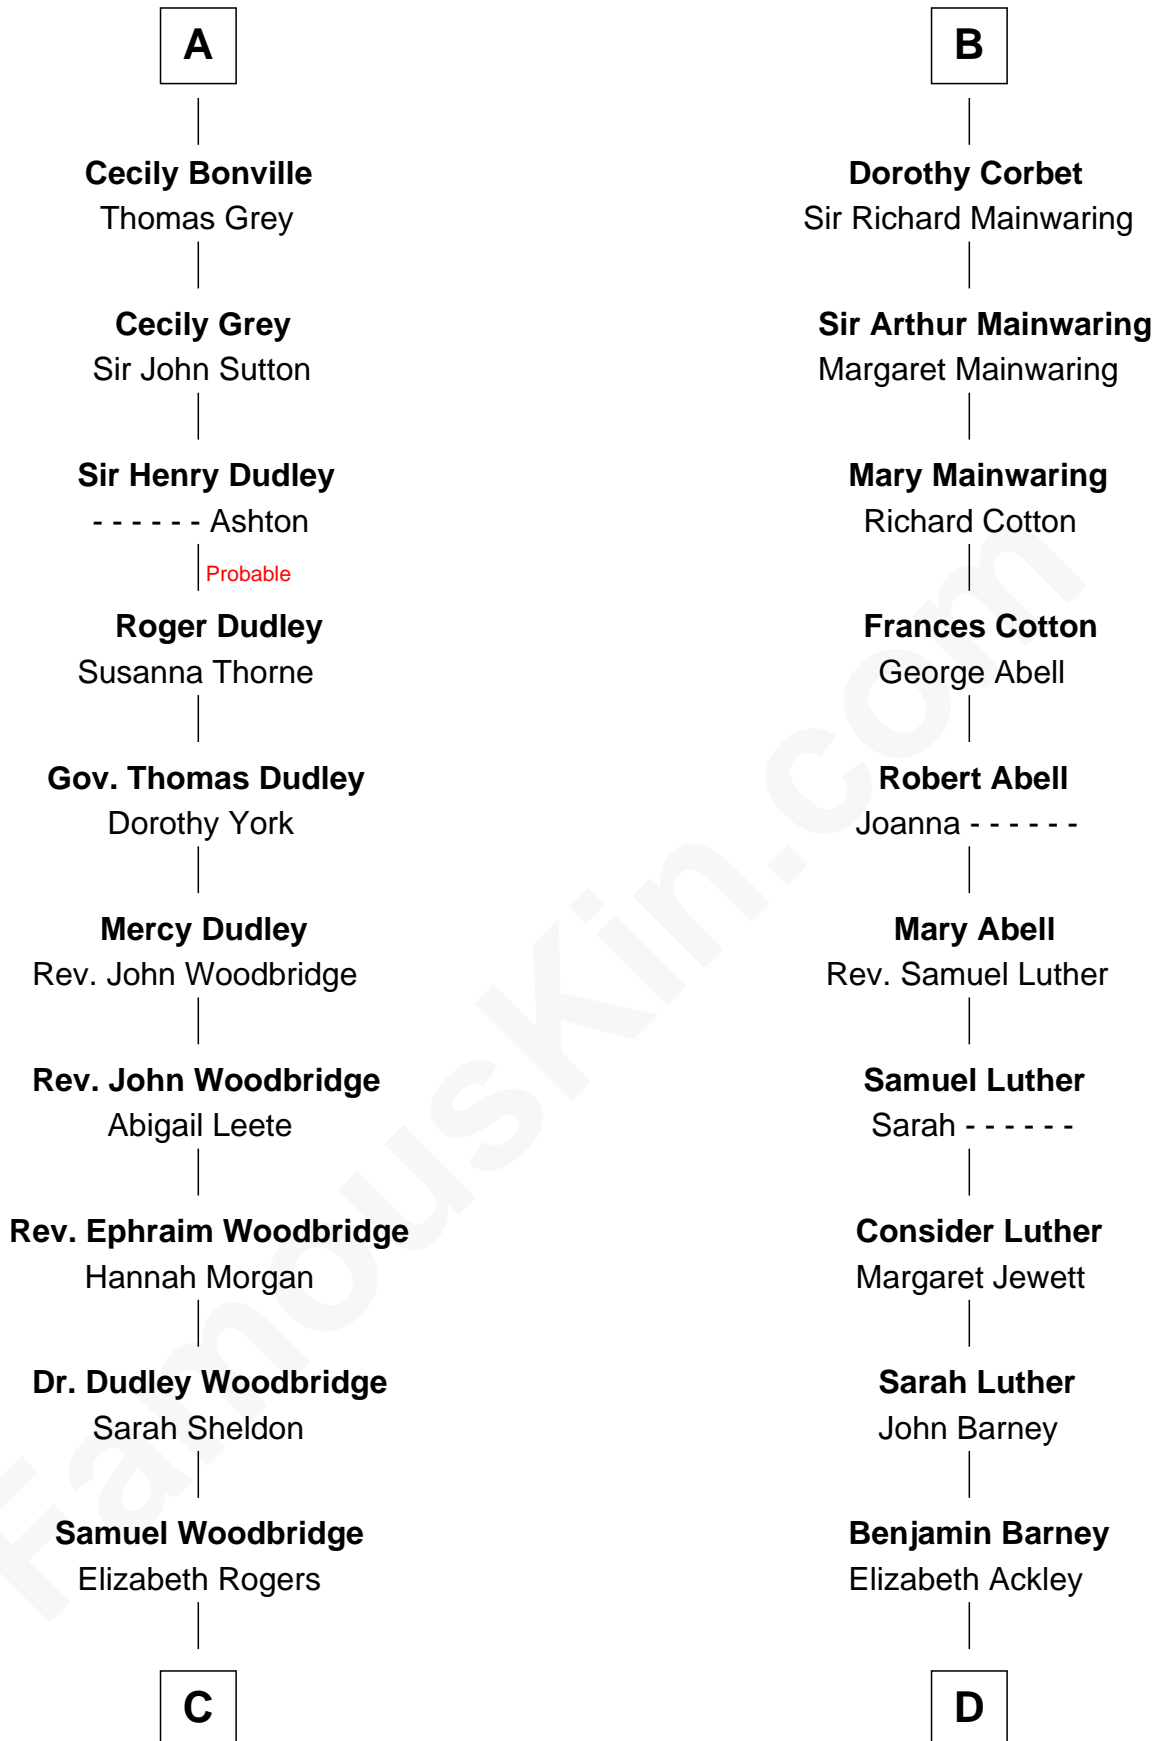 A
Cecily Bonville
Thomas Grey
Cecily Grey
Sir John Sutton
Sir Henry Dudley
- - - - - - Ashton
Probable
Roger Dudley
Susanna Thorne
Gov. Thomas Dudley
Dorothy York
Mercy Dudley
Rev. John Woodbridge
Rev. John Woodbridge
Abigail Leete
Rev. Ephraim Woodbridge
Hannah Morgan
Dr. Dudley Woodbridge
Sarah Sheldon
Samuel Woodbridge
Elizabeth Rogers
C
B
Dorothy Corbet
Sir Richard Mainwaring
Sir Arthur Mainwaring
Margaret Mainwaring
Mary Mainwaring
Richard Cotton
Frances Cotton
George Abell
Robert Abell
Joanna - - - - - -
Mary Abell
Rev. Samuel Luther
Samuel Luther
Sarah - - - - - -
Consider Luther
Margaret Jewett
Sarah Luther
John Barney
Benjamin Barney
Elizabeth Ackley
D
FamousKin.com